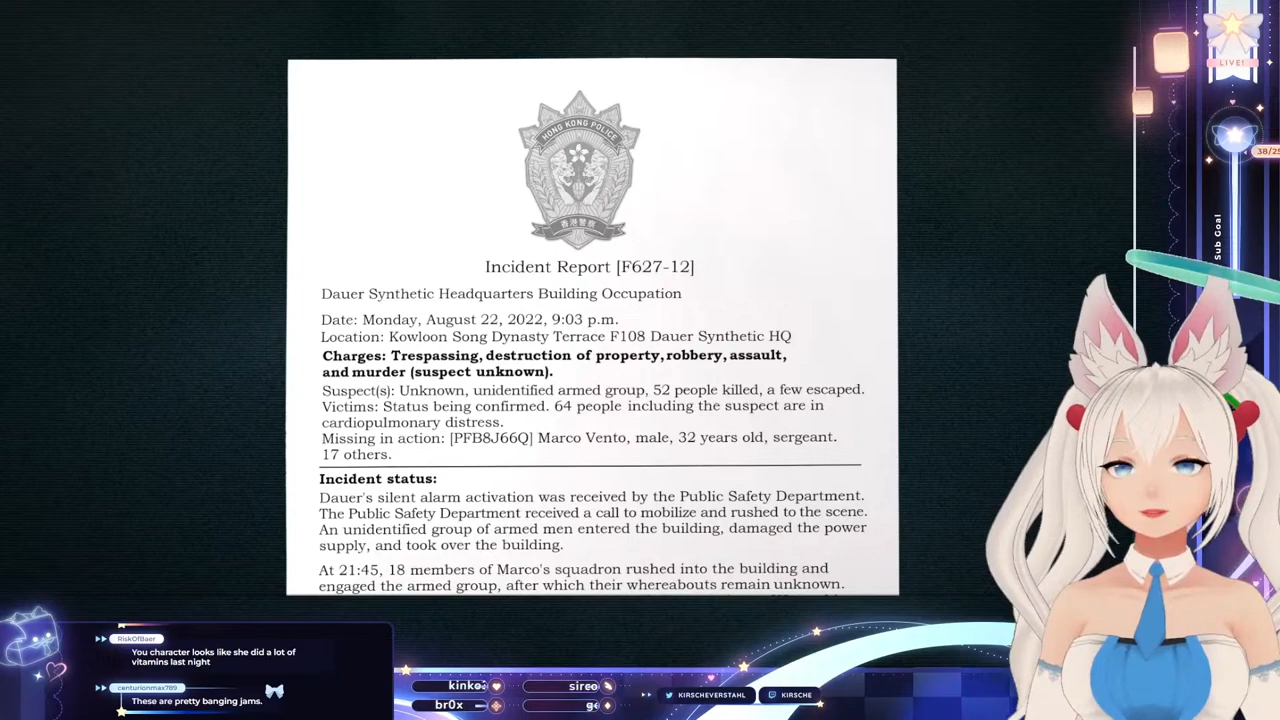 HONG KONG POLICE
香港警察
Incident Report [F627-12]
Dauer Synthetic Headquarters Building Occupation
Date: Monday, August 22, 2022, 9:03 p.m.
Location: Kowloon Song Dynasty Terrace F108 Dauer Synthetic HQ
Charges: Trespassing, destruction of property, robbery, assault,
and murder (suspect unknown).
Suspect(s): Unknown, unidentified armed group, 52 people killed, a few escaped.
Victims: Status being confirmed. 64 people including the suspect are in
cardiopulmonary distress.
Missing in action: [PFB8J66Q] Marco Vento, male, 32 years old, sergeant.
17 others.
Incident status:
Dauer's silent alarm activation was received by the Public Safety Department.
The Public Safety Department received a call to mobilize and rushed to the scene.
An unidentified group of armed men entered the building, damaged the power
supply, and took over the building.
At 21:45, 18 members of Marco's squadron rushed into the building and
engaged the armed group, after which their whereabouts remain unknown.
LIVE!
38/25
Sub Goal
RiskOfBaer
You character looks like she did a lot of
vitamins last night
centurionmax789
These are pretty banging jams.
kinko
sire
br0x
KIRSCHEVERSTAHL
KIRSCHE